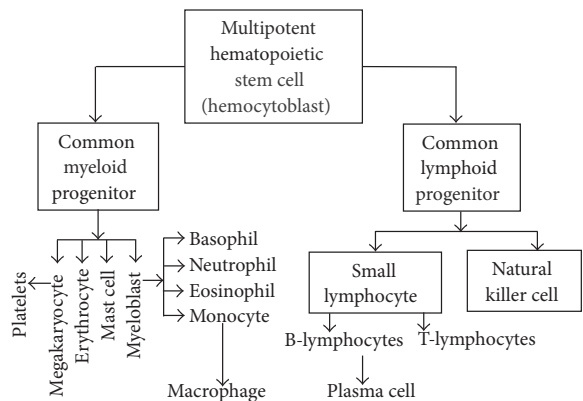 Multipotent
hematopoietic
stem cell
(hemocytoblast)
Common
myeloid
progenitor
Common
lymphoid
progenitor
Platelets
Megakaryocyte
Erythrocyte
Mast cell
Myeloblast
Basophil
Neutrophil
Eosinophil
Monocyte
Macrophage
Small
lymphocyte
Natural
killer cell
B-lymphocytes
T-lymphocytes
Plasma cell